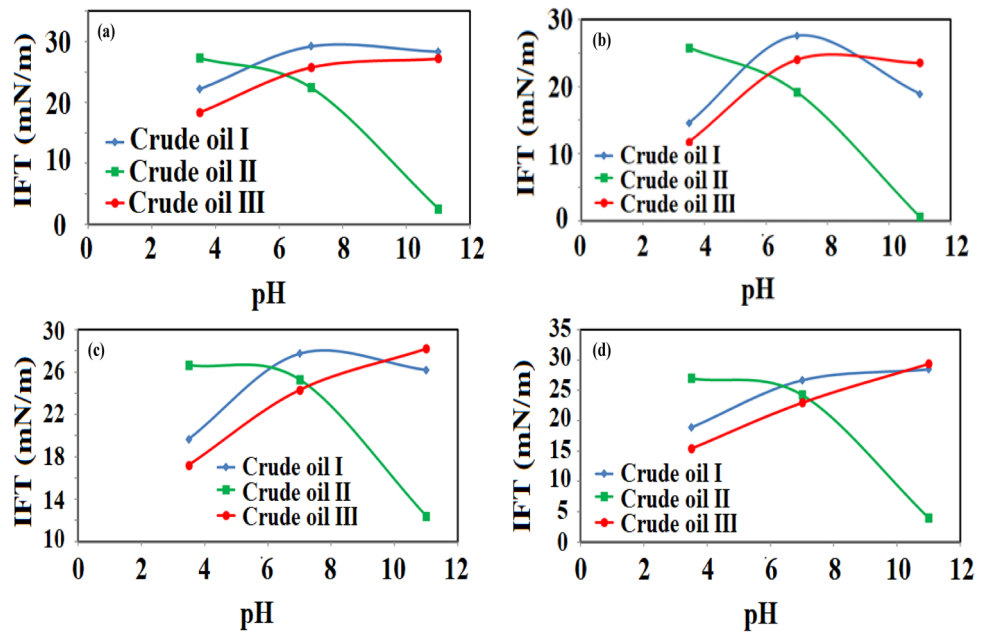 (a)
IFT (mN/m)
30
20
10
0
Crude oil I
Crude oil II
Crude oil III
0 2 4 6 8 10 12
pH
(b)
IFT (mN/m)
30
20
10
0
Crude oil I
Crude oil II
Crude oil III
0 2 4 6 8 10 12
pH
(c)
IFT (mN/m)
30
26
22
18
14
10
Crude oil I
Crude oil II
Crude oil III
0 2 4 6 8 10 12
pH
(d)
IFT (mN/m)
35
30
25
20
15
10
5
0
Crude oil I
Crude oil II
Crude oil III
0 2 4 6 8 10 12
pH